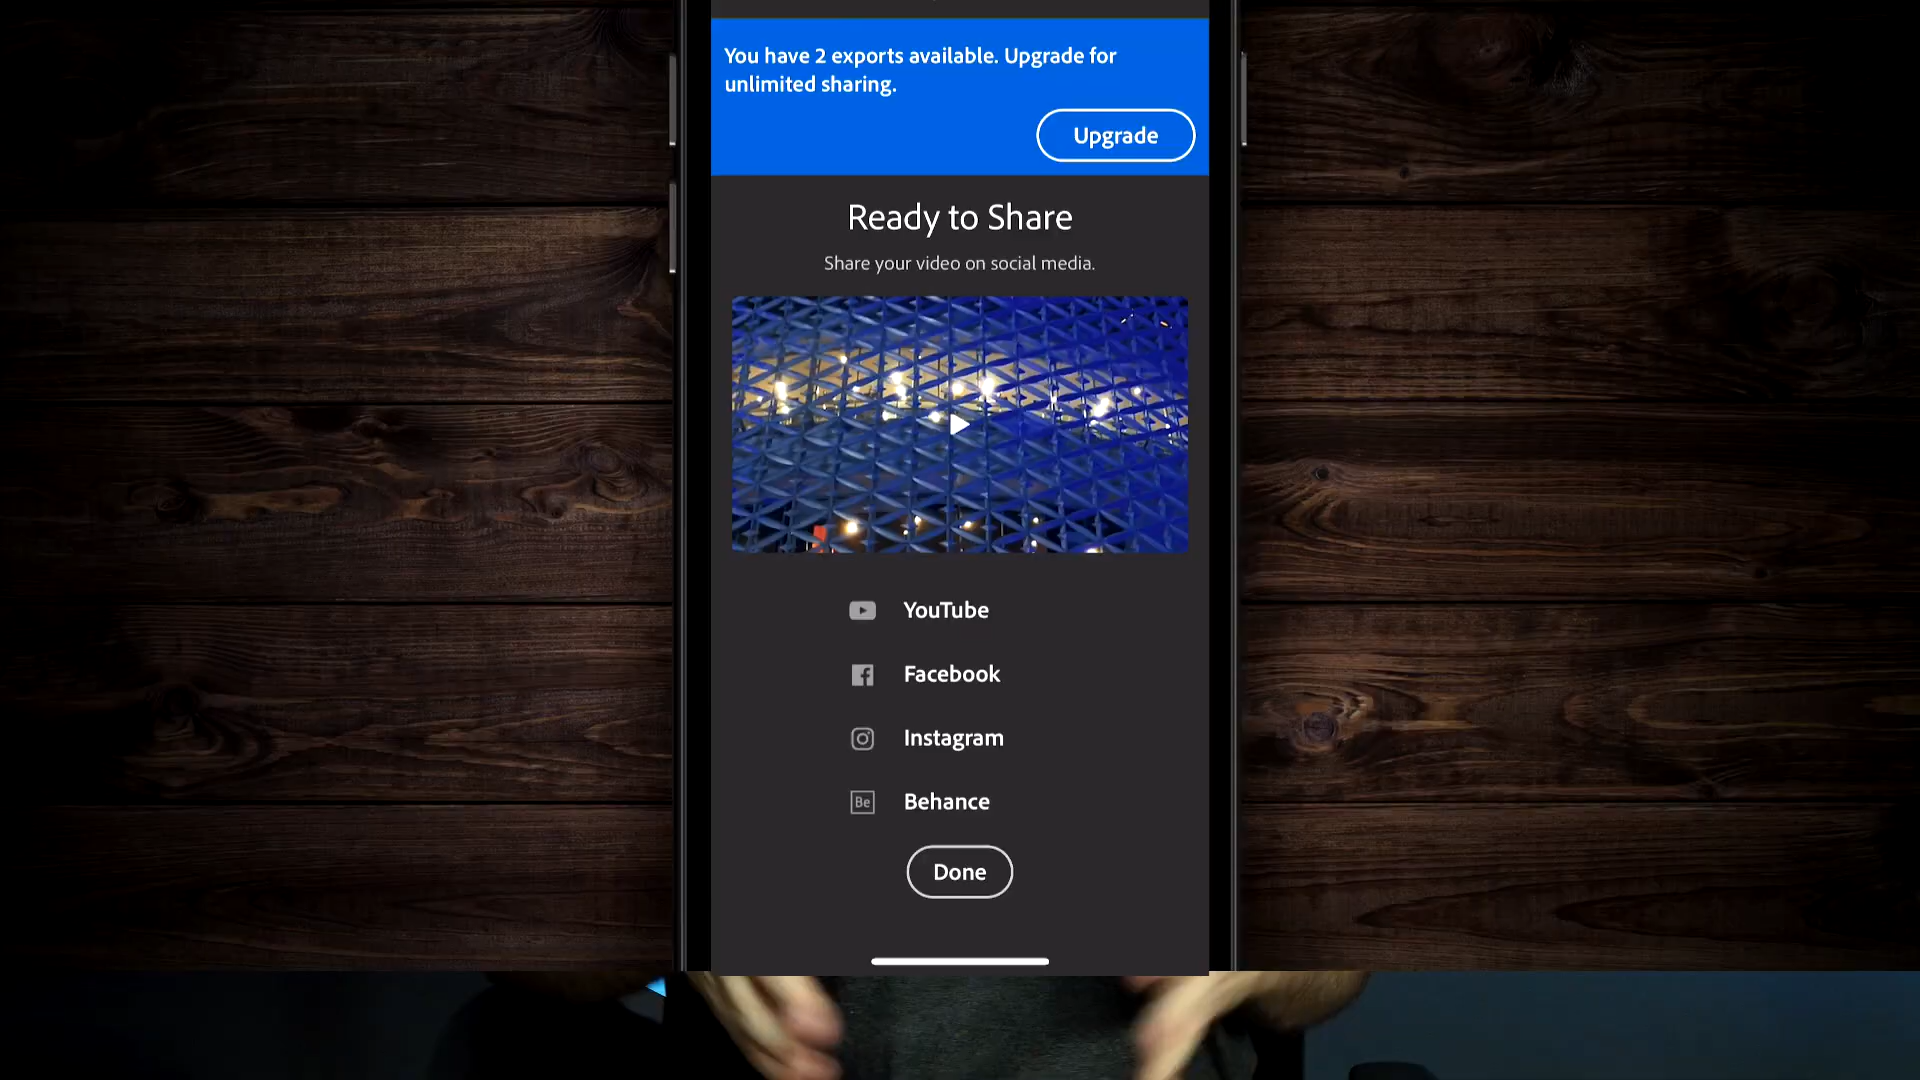 You have 2 exports available. Upgrade for
unlimited sharing.
Upgrade
Ready to Share
Share your video on social media.
YouTube
Facebook
Instagram
Be Behance
Done